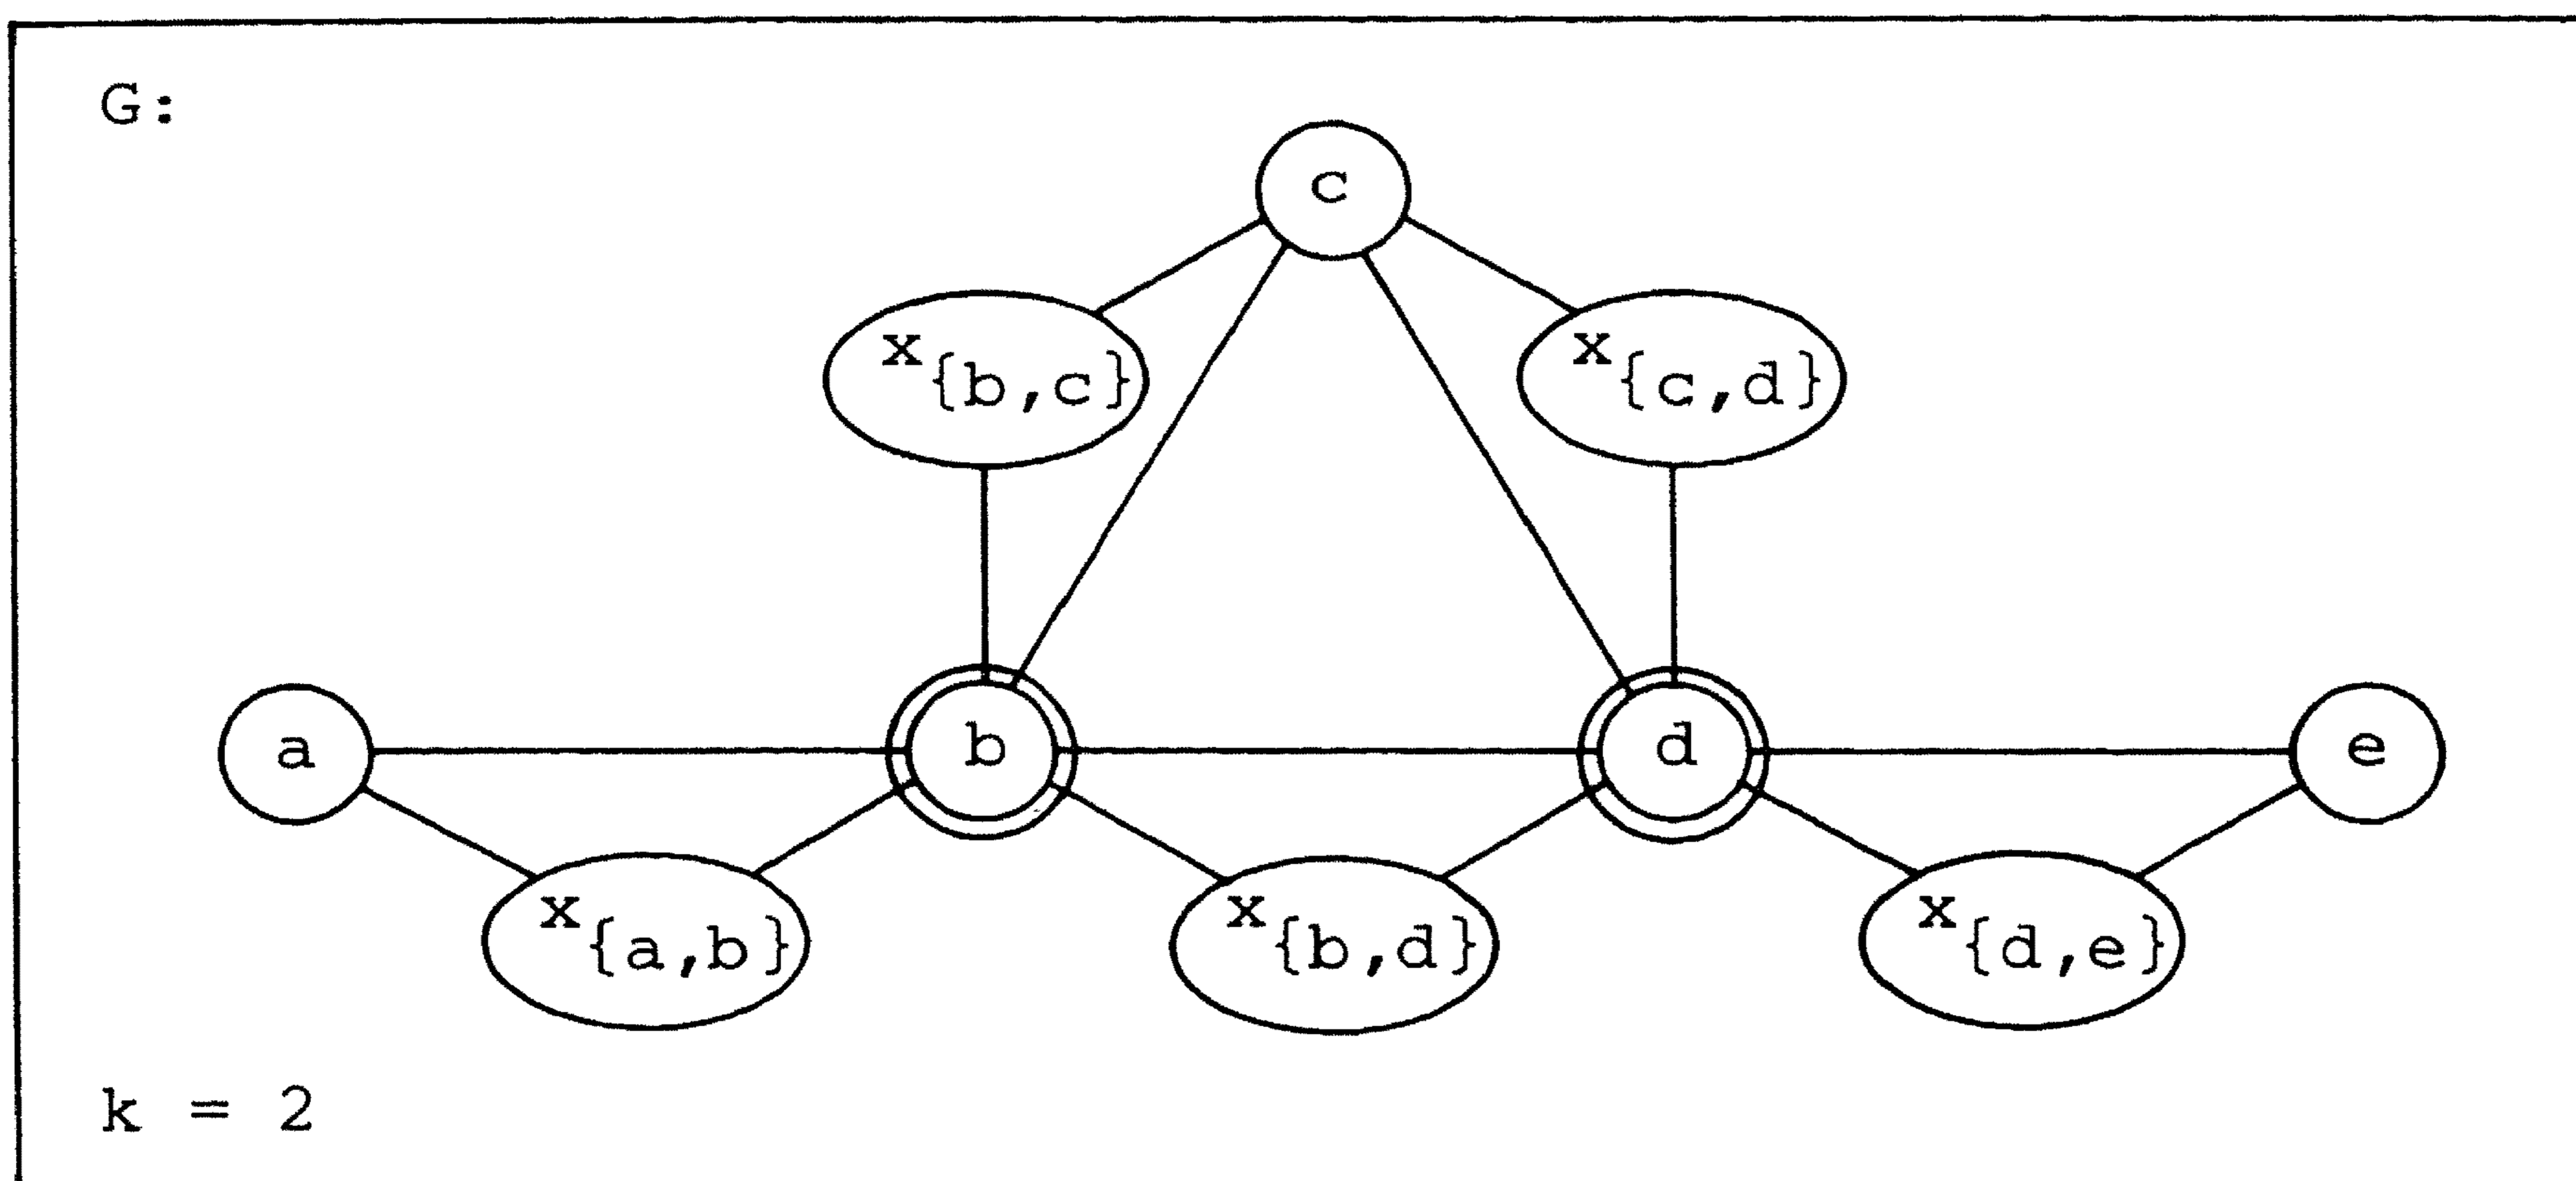 G:
c
x{b,c}
x{c,d}
a
b
d
e
x{a,b}
x{b,d}
x{d,e}
k = 2